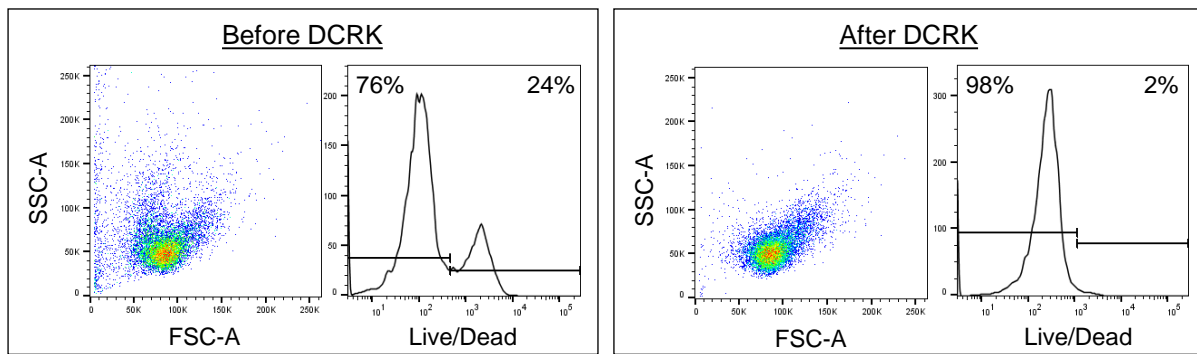 Before DCRK
SSC-A
250K
200K
150K
100K
50K
0
0
50K
100K
150K
200K
250K
FSC-A
76%
24%
200
150
100
50
0
10^1
10^2
10^3
10^4
10^5
Live/Dead
After DCRK
SSC-A
250K
200K
150K
100K
50K
0
0
50K
100K
150K
200K
250K
FSC-A
98%
2%
300
200
100
0
10^1
10^2
10^3
10^4
10^5
Live/Dead